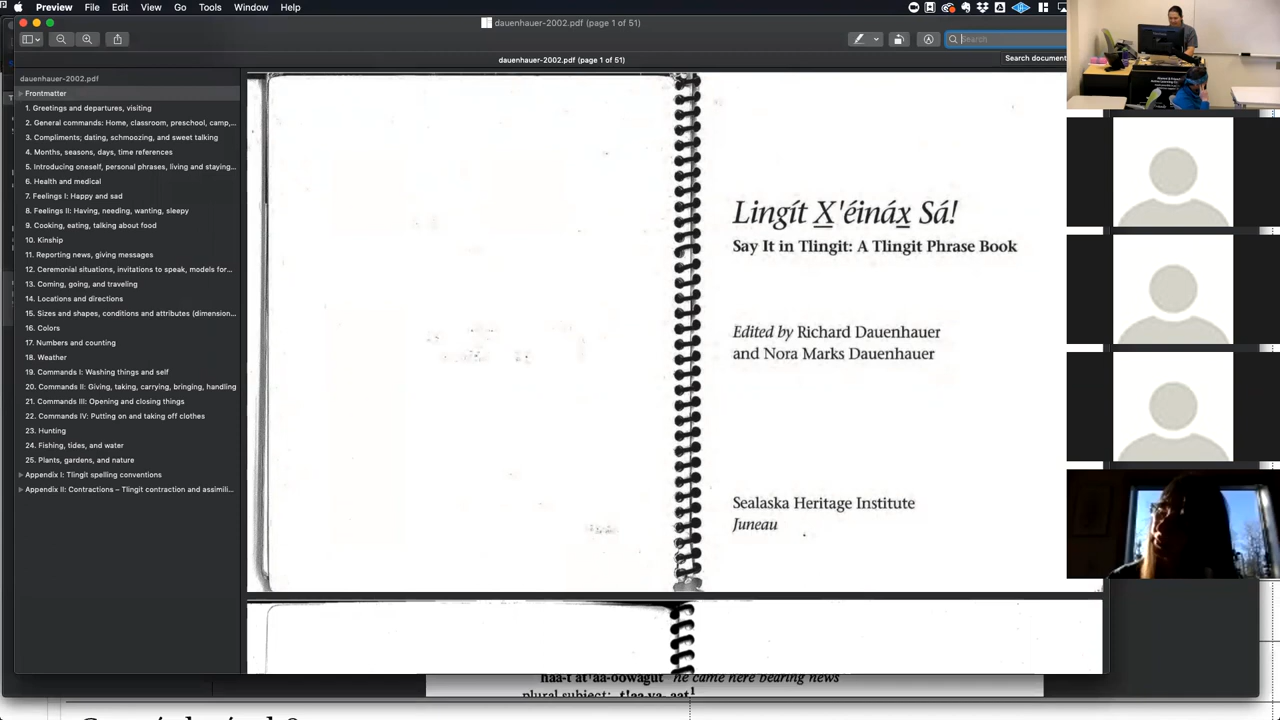 Preview File Edit View Go Tools Window Help
dauenhauer-2002.pdf (page 1 of 51)
Search
dauenhauer-2002.pdf (page 1 of 51)
Search document
dauenhauer-2002.pdf
Frontmatter
1. Greetings and departures, visiting
2. General commands: Home, classroom, preschool, camp,...
3. Compliments; dating, schmoozing, and sweet talking
4. Months, seasons, days, time references
5. Introducing oneself, personal phrases, living and staying...
6. Health and medical
7. Feelings I: Happy and sad
8. Feelings II: Having, needing, wanting, sleepy
9. Cooking, eating, talking about food
10. Kinship
11. Reporting news, giving messages
12. Ceremonial situations, invitations to speak, models for...
13. Coming, going, and traveling
14. Locations and directions
15. Sizes and shapes, conditions and attributes (dimension...
16. Colors
17. Numbers and counting
18. Weather
19. Commands I: Washing things and self
20. Commands II: Giving, taking, carrying, bringing, handling
21. Commands III: Opening and closing things
22. Commands IV: Putting on and taking off clothes
23. Hunting
24. Fishing, tides, and water
25. Plants, gardens, and nature
Appendix I: Tlingit spelling conventions
Appendix II: Contractions – Tlingit contraction and assimili...
Lingít X̲'éináx̲ Sá!
Say It in Tlingit: A Tlingit Phrase Book
Edited by Richard Dauenhauer
and Nora Marks Dauenhauer
Sealaska Heritage Institute
Juneau
haa-t at!aa-oowagut he came here bearing news
plural subject: